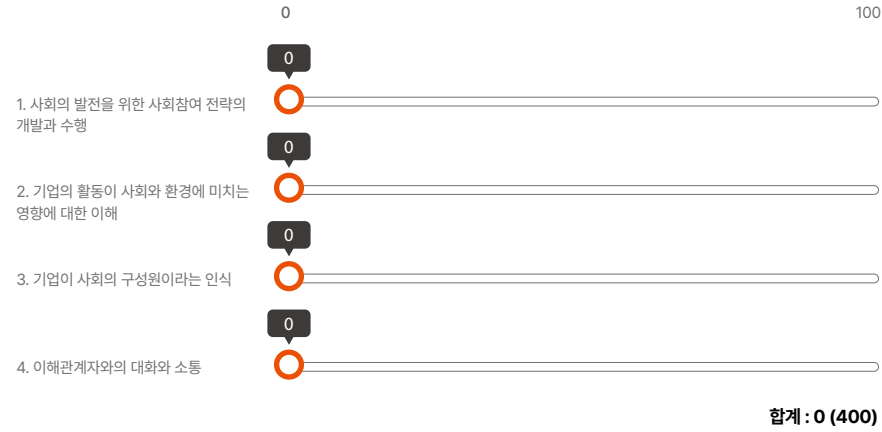 0 100
0
1. 사회의 발전을 위한 사회참여 전략의
개발과 수행
0
2. 기업의 활동이 사회와 환경에 미치는
영향에 대한 이해
0
3. 기업이 사회의 구성원이라는 인식
0
4. 이해관계자와의 대화와 소통
합계 : 0 (400)